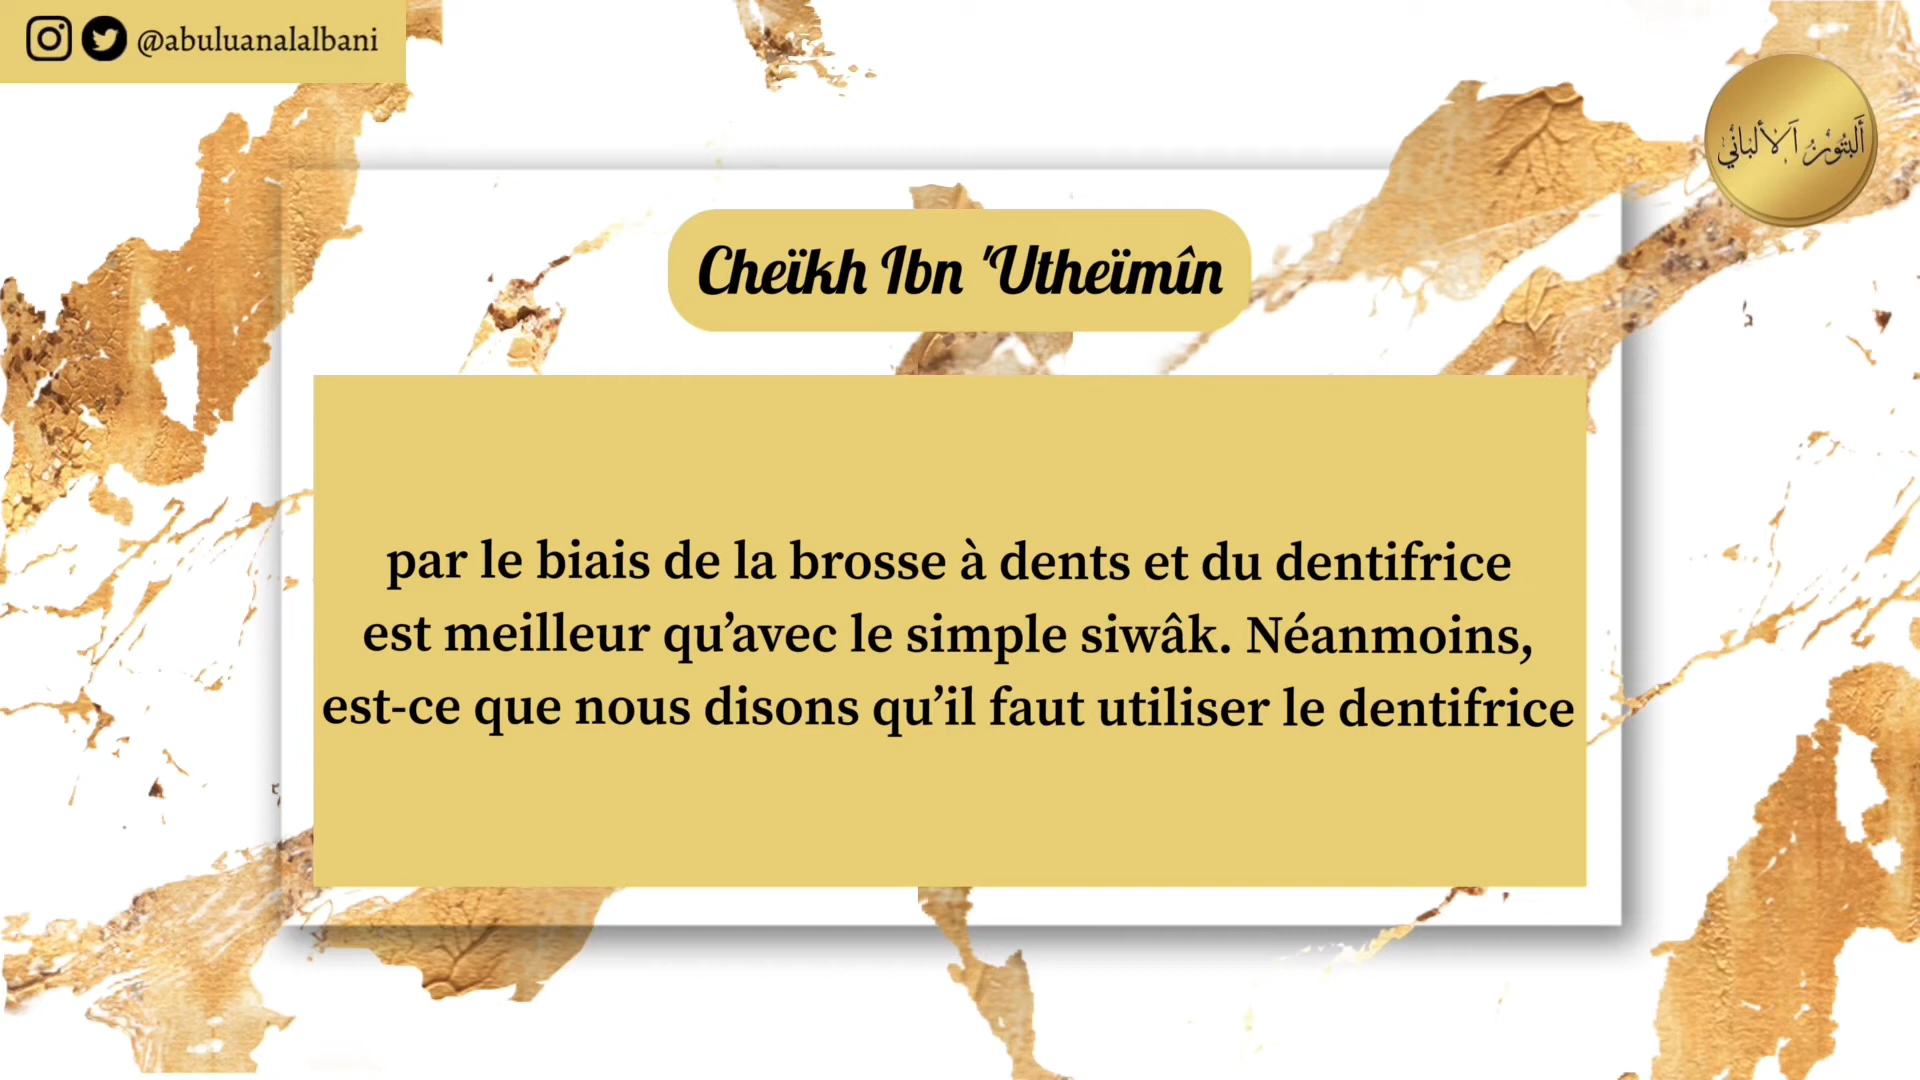 @abuluanalalbani
Cheïkh Ibn 'Utheïmîn
par le biais de la brosse à dents et du dentifrice
est meilleur qu’avec le simple siwâk. Néanmoins,
est-ce que nous disons qu’il faut utiliser le dentifrice